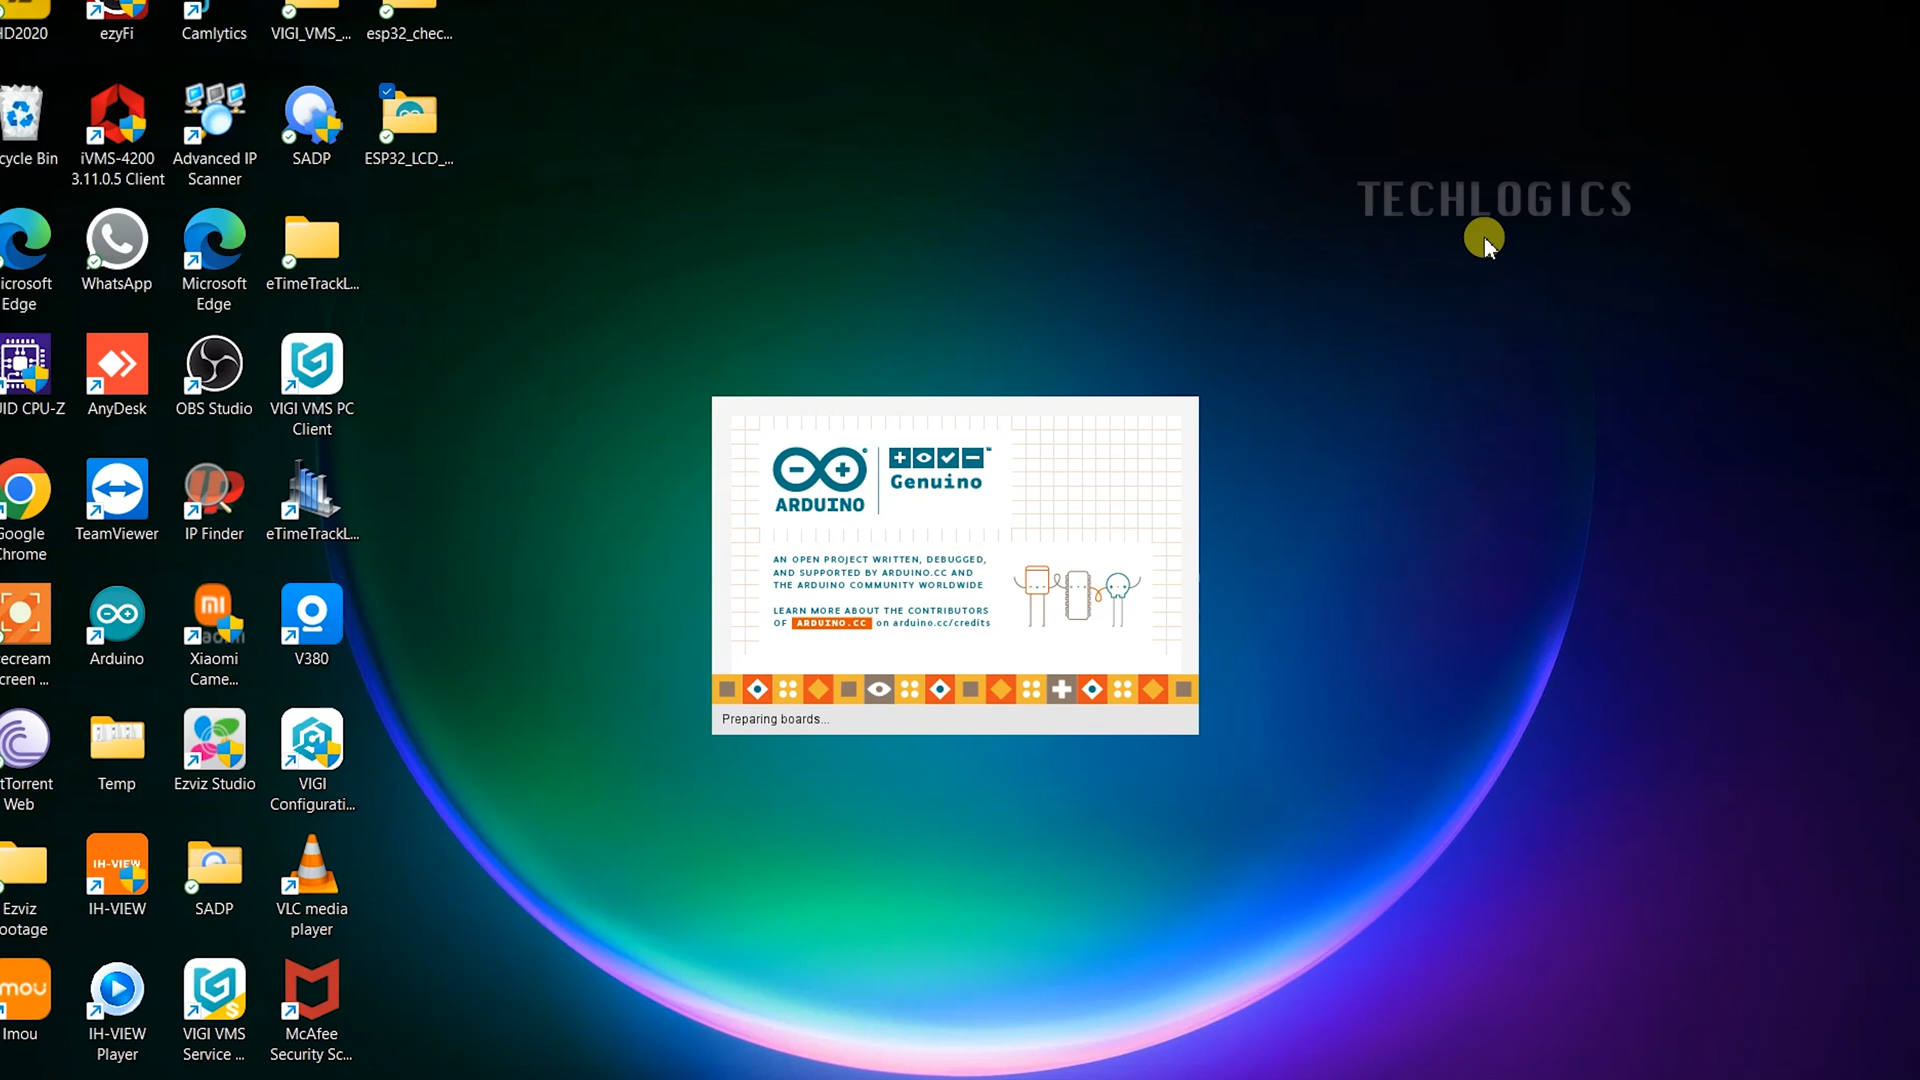 HD2020
ezyFi
Camlytics
VIGI_VMS_...
esp32_chec...
cycle Bin
iVMS-4200
3.11.0.5 Client
Advanced IP
Scanner
SADP
ESP32_LCD_...
TECHLOGICS
icrosoft
Edge
WhatsApp
Microsoft
Edge
eTimeTrackL...
UID CPU-Z
AnyDesk
OBS Studio
VIGI VMS PC
Client
Google
Chrome
TeamViewer
IP Finder
eTimeTrackL...
ecream
creen ...
Arduino
Xiaomi
Came...
V380
tTorrent
Web
Temp
Ezviz Studio
VIGI
Configurati...
Ezviz
ootage
IH-VIEW
IH-VIEW
SADP
VLC media
player
mou
Imou
IH-VIEW
Player
VIGI VMS
Service ...
McAfee
Security Sc...
ARDUINO
Genuino
AN OPEN PROJECT WRITTEN, DEBUGGED,
AND SUPPORTED BY ARDUINO.CC AND
THE ARDUINO COMMUNITY WORLDWIDE
LEARN MORE ABOUT THE CONTRIBUTORS
OF ARDUINO.CC on arduino.cc/credits
Preparing boards...